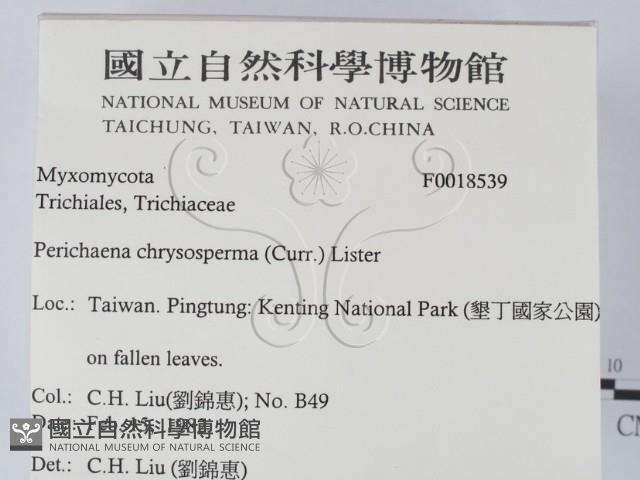 國立自然科學博物館
NATIONAL MUSEUM OF NATURAL SCIENCE
TAICHUNG, TAIWAN, R.O.CHINA
Myxomycota F0018539
Trichiales, Trichiaceae
Perichaena chrysosperma (Curr.) Lister
Loc.: Taiwan. Pingtung: Kenting National Park (墾丁國家公園)
on fallen leaves.
Col.: C.H. Liu(劉錦惠); No. B49
Date: Feb. 15, 
國立自然科學博物館
NATIONAL MUSEUM OF NATURAL SCIENCE
Det.: C.H. Liu (劉錦惠)
10